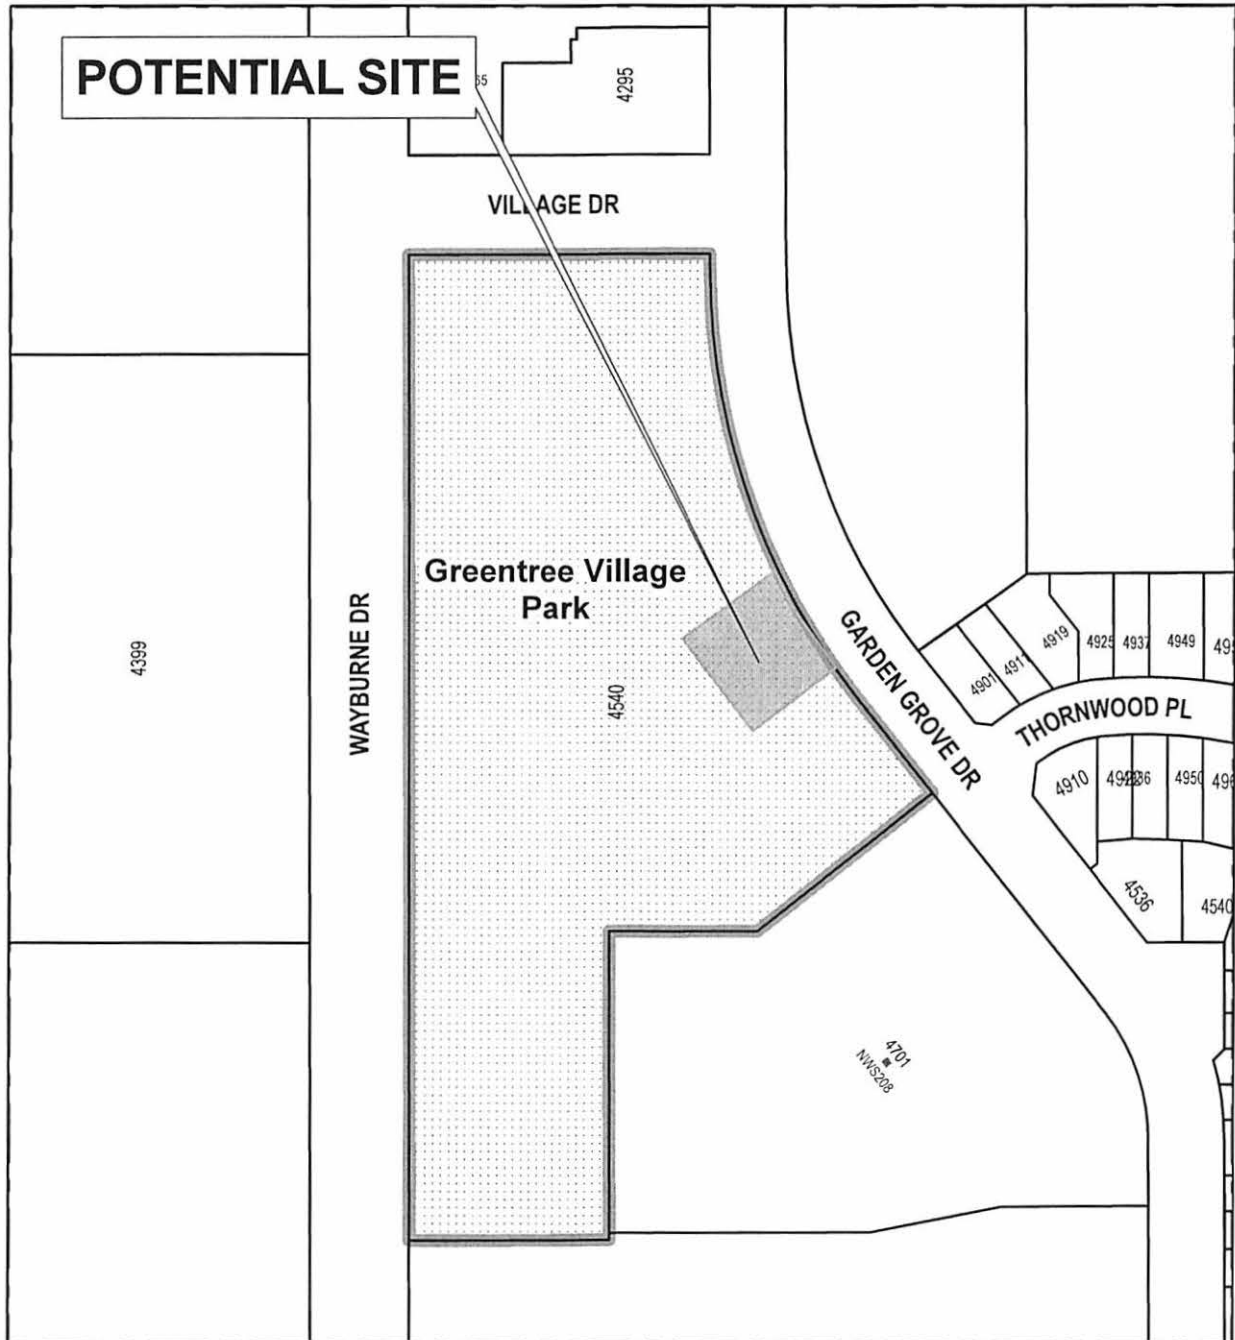 POTENTIAL SITE
4295
VILLAGE DR
Greentree Village
Park
WAYBURNE DR
4399
4540
GARDEN GROVE DR
4901
4911
4919
4925
4937
4949
THORNWOOD PL
4910
4950
4536
4540
4701
NWS208